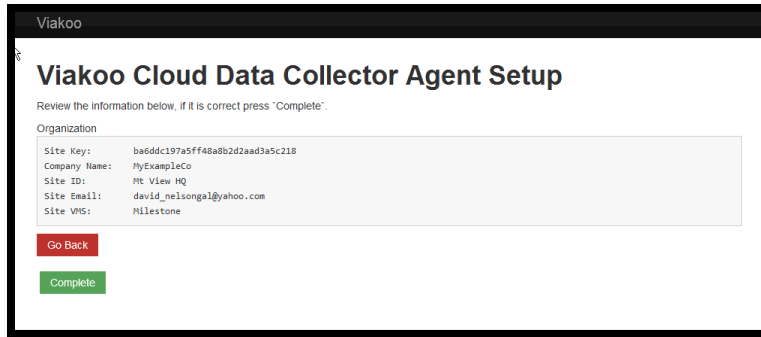 Viakoo
Viakoo Cloud Data Collector Agent Setup
Review the information below, if it is correct press `Complete`.
Organization
Site Key: ba6ddc197a5ff48a8b2d2aad3a5c218
Company Name: MyExampleCo
Site ID: Mt View HQ
Site Email: david_nelsongal@yahoo.com
Site VMS: Milestone
Go Back
Complete